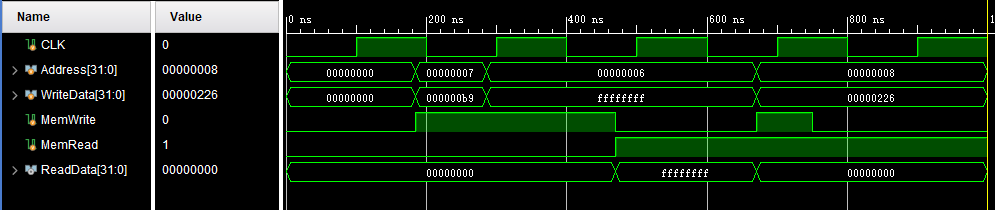 Name Value 0 ns 200 ns 400 ns 600 ns 800 ns
CLK 0
Address[31:0] 00000008 00000000 00000007 00000006 00000008
WriteData[31:0] 00000226 00000000 000000b9 ffffffff 00000226
MemWrite 0
MemRead 1
ReadData[31:0] 00000000 00000000 ffffffff 00000000